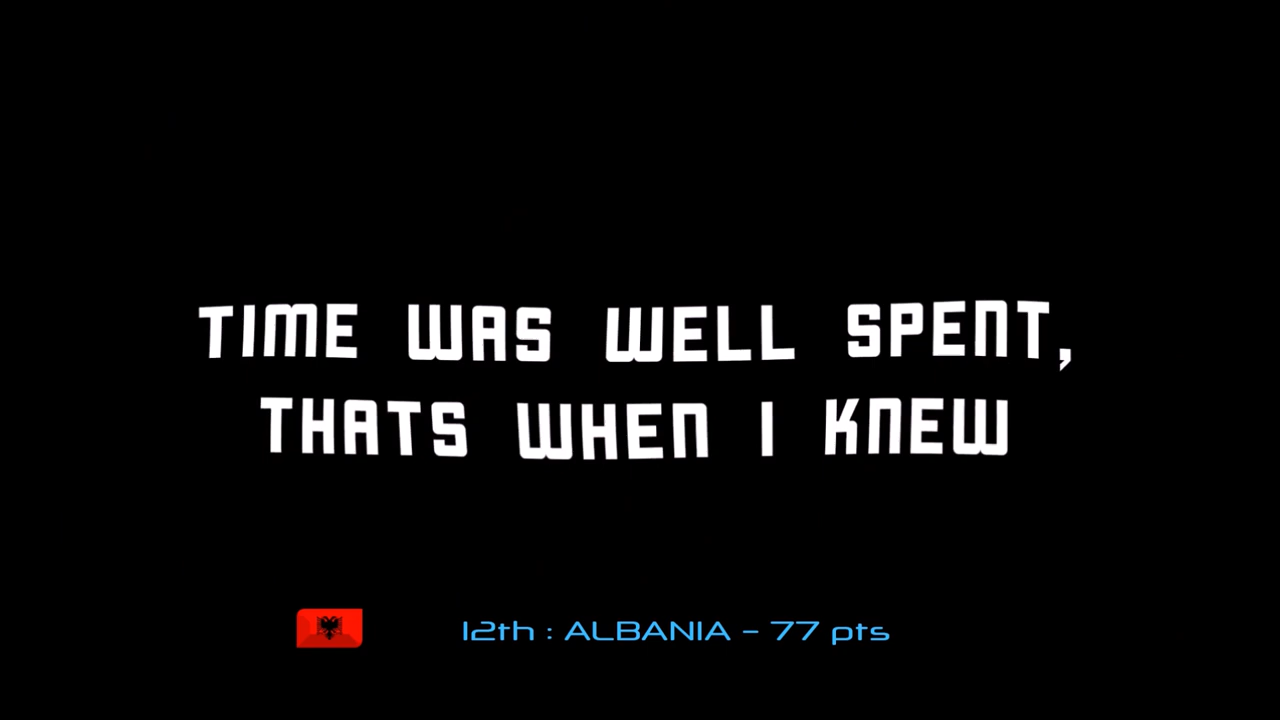 TIME WAS WELL SPENT,
THATS WHEN I KNEW
12th : ALBANIA - 77 pts